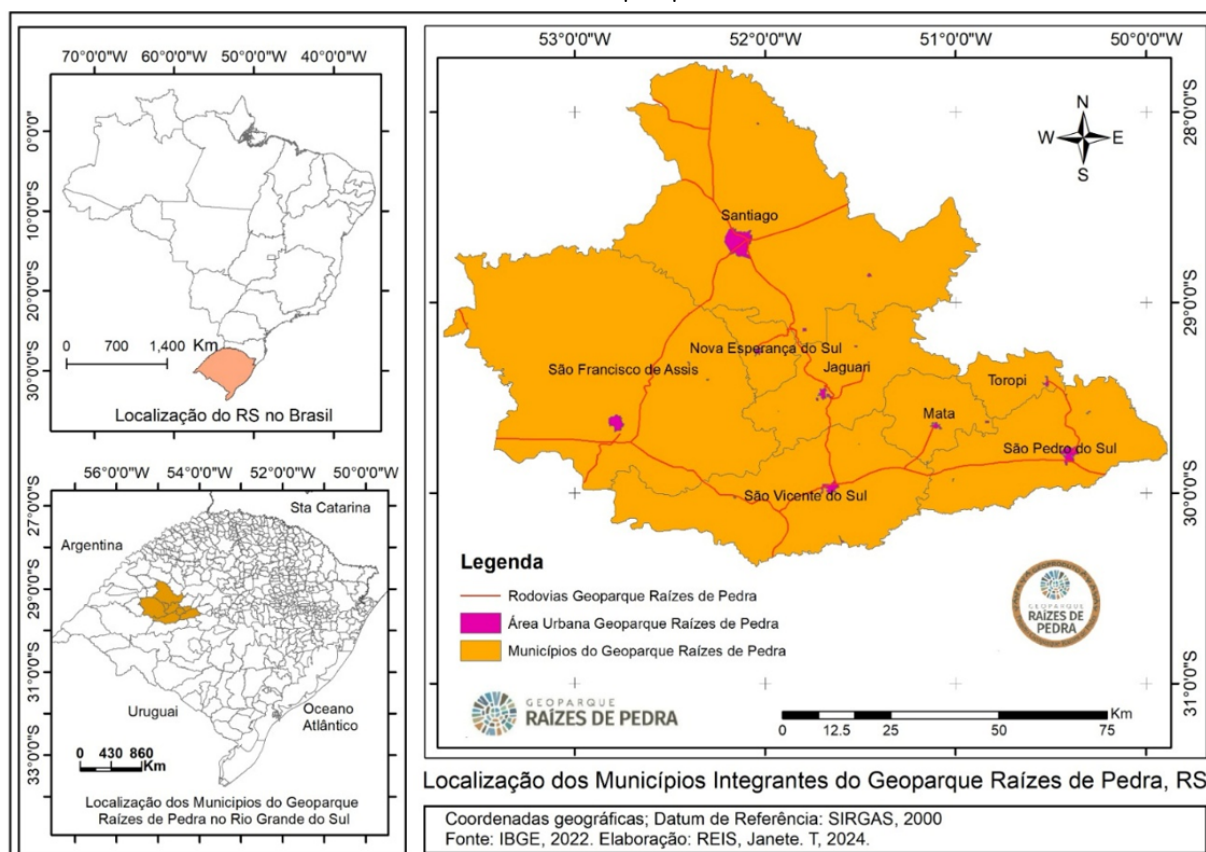 70°0'0"W 60°0'0"W 50°0'0"W 40°0'0"W
0°0'0"
10°0'0"S
20°0'0"S
30°0'0"S
0 700 1,400 Km
Localização do RS no Brasil
56°0'0"W 54°0'0"W 52°0'0"W 50°0'0"W
27°0'0"S
29°0'0"S
31°0'0"S
33°0'0"S
Sta Catarina
Argentina
Uruguai
Oceano
Atlântico
0 430 860
Km
Localização dos Municipios do Geoparque
Raízes de Pedra no Rio Grande do Sul
53°0'0"W 52°0'0"W 51°0'0"W 50°0'0"W
28°0'0"S
29°0'0"S
30°0'0"S
31°0'0"S
N
W E
S
Santiago
Nova Esperança do Sul
São Francisco de Assis
Jaguari
Toropi
Mata
São Pedro do Sul
São Vicente do Sul
Legenda
Rodovias Geoparque Raízes de Pedra
Área Urbana Geoparque Raízes de Pedra
Municípios do Geoparque Raízes de Pedra
GEOPARQUE
RAÍZES DE PEDRA
GEOPARQUE
RAÍZES DE
PEDRA
0 12.5 25 50 75
Km
Localização dos Municípios Integrantes do Geoparque Raízes de Pedra, RS
Coordenadas geográficas; Datum de Referência: SIRGAS, 2000
Fonte: IBGE, 2022. Elaboração: REIS, Janete. T, 2024.